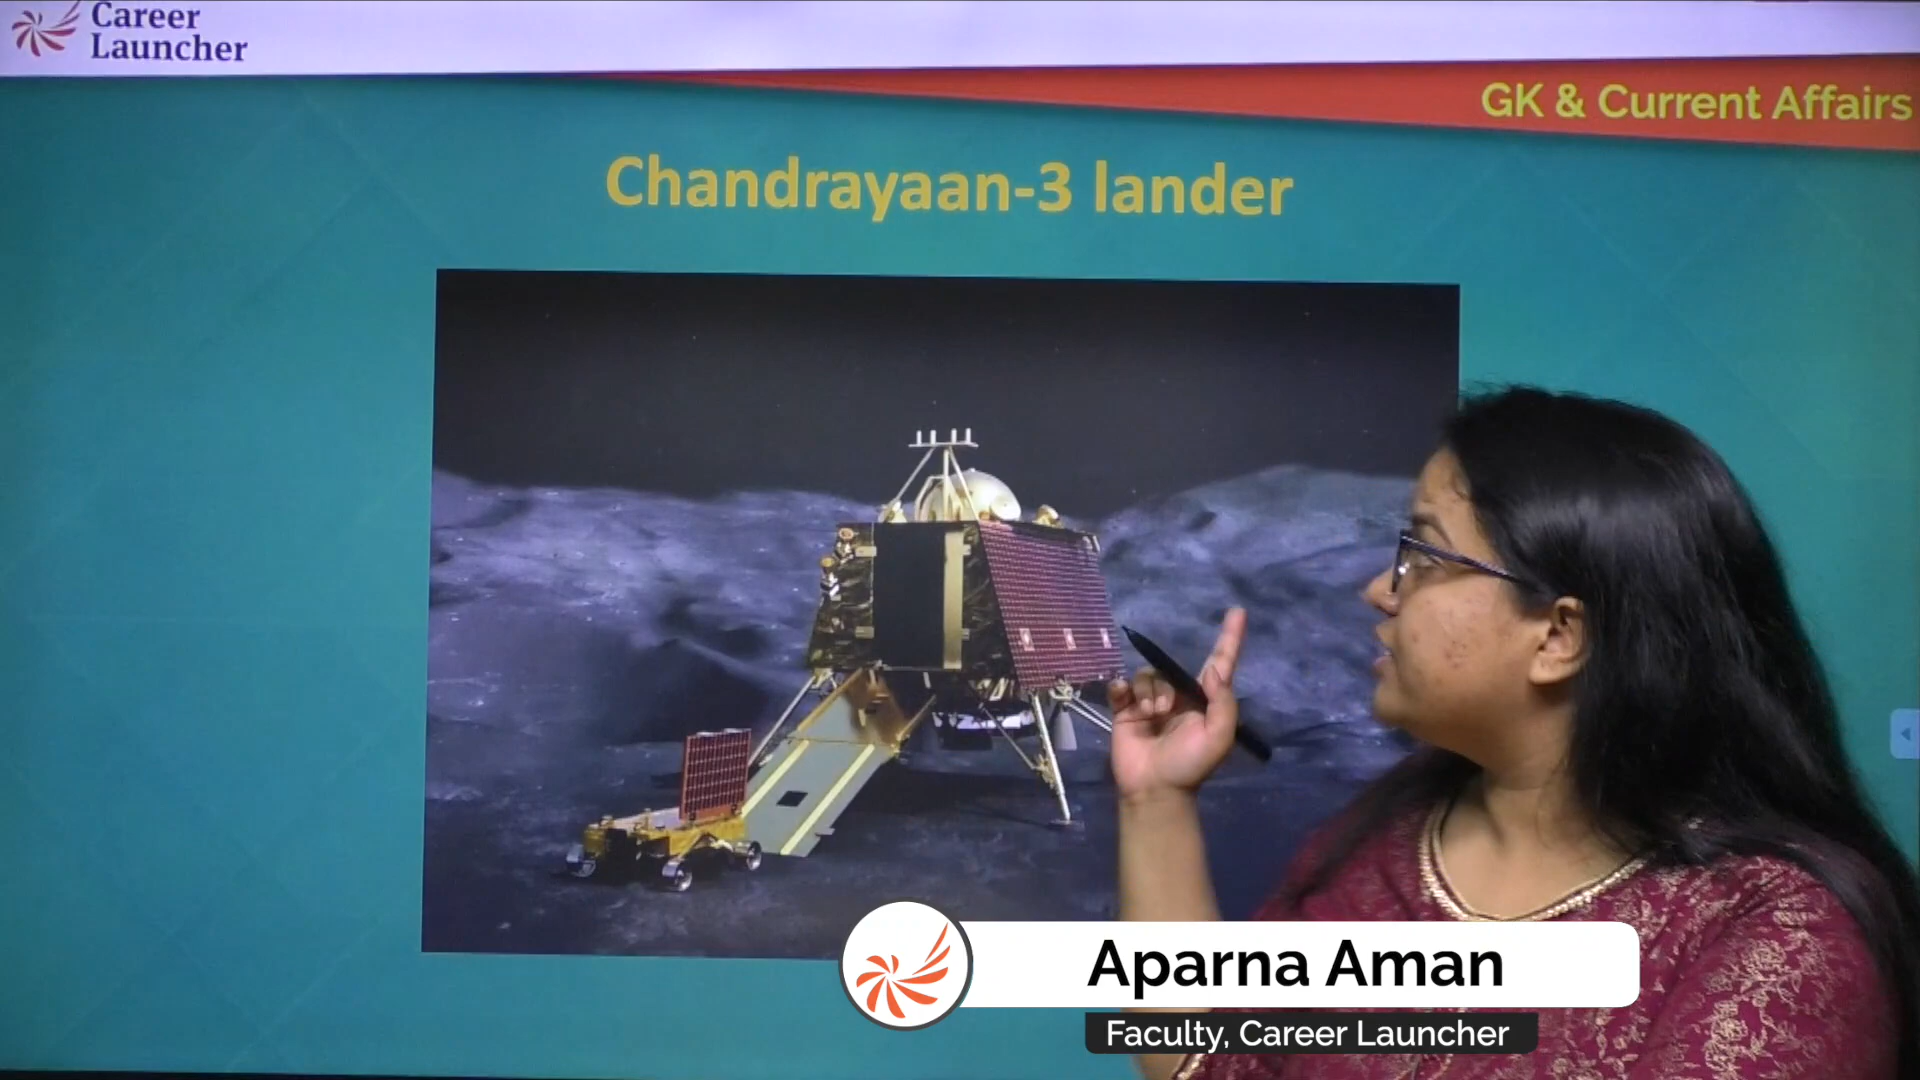 Career
Launcher
GK & Current Affairs
Chandrayaan-3 lander
Aparna Aman
Faculty, Career Launcher